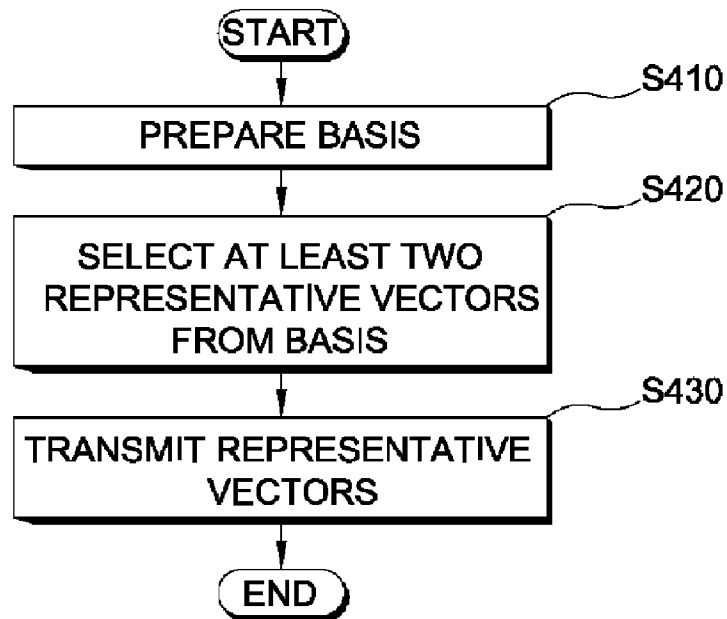 START
S410
PREPARE BASIS
S420
SELECT AT LEAST TWO
REPRESENTATIVE VECTORS
FROM BASIS
S430
TRANSMIT REPRESENTATIVE
VECTORS
END